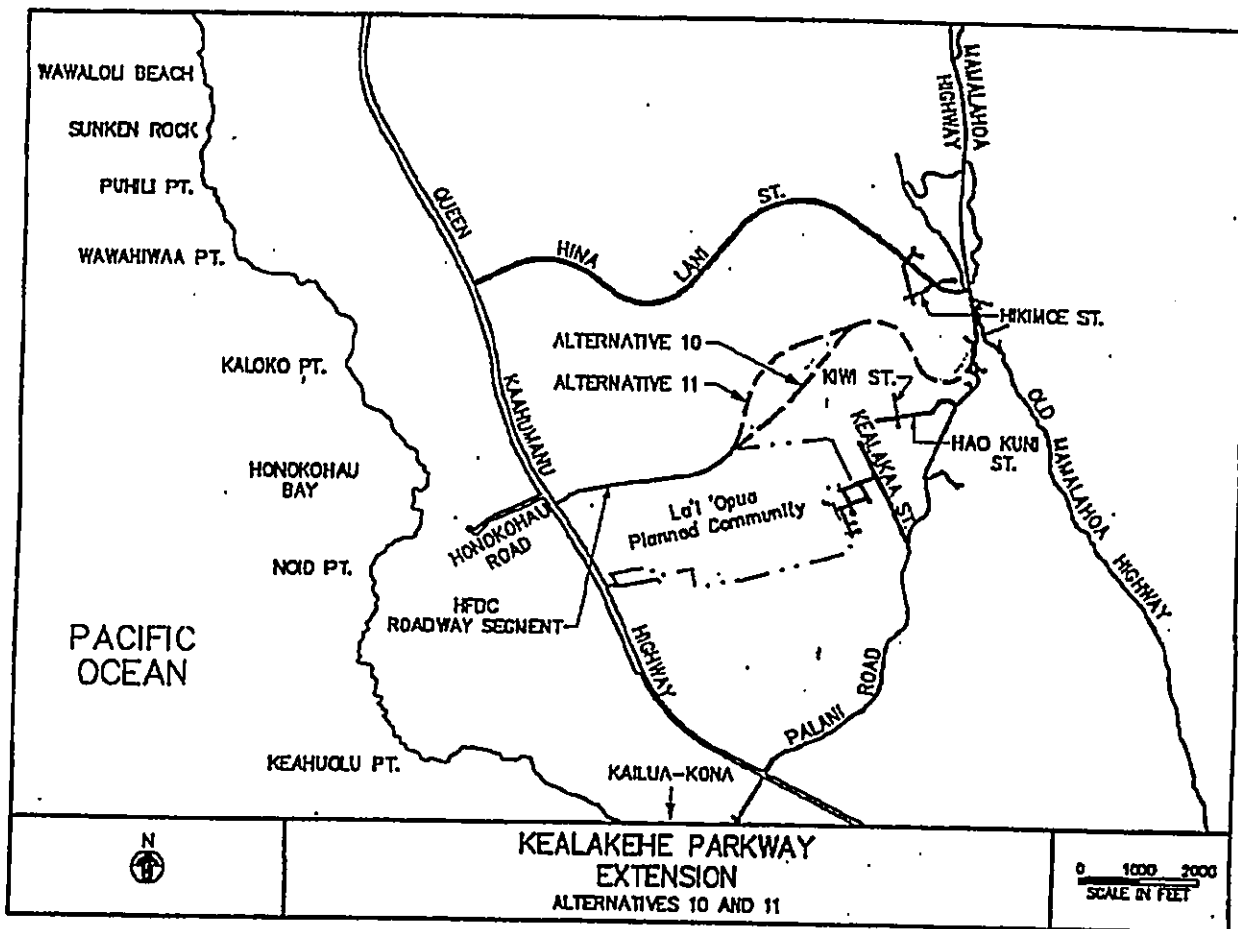 WAWALOLI BEACH
SUNKEN ROCK
PUHILI PT.
WAWAHIWAA PT.
KALOKO PT.
HONOKOHAU
BAY
NOIO PT.
PACIFIC
OCEAN
KEAHUOLU PT.
QUEEN
KAAHUMANU
HIGHWAY
HINA
LANI
ST.
MAMALAHOA
HIGHWAY
HIKIMOE ST.
ALTERNATIVE 10
ALTERNATIVE 11
KIWI ST.
KEALAKAA ST.
HAO KUNI
ST.
OLD
MAMALAHOA
HIGHWAY
La'i 'Opua
Planned Community
HONOKOHAU
ROAD
HFDC
ROADWAY SEGMENT
PALANI
ROAD
KAILUA-KONA
N
KEALAKEHE PARKWAY
EXTENSION
ALTERNATIVES 10 AND 11
0 1000 2000
SCALE IN FEET